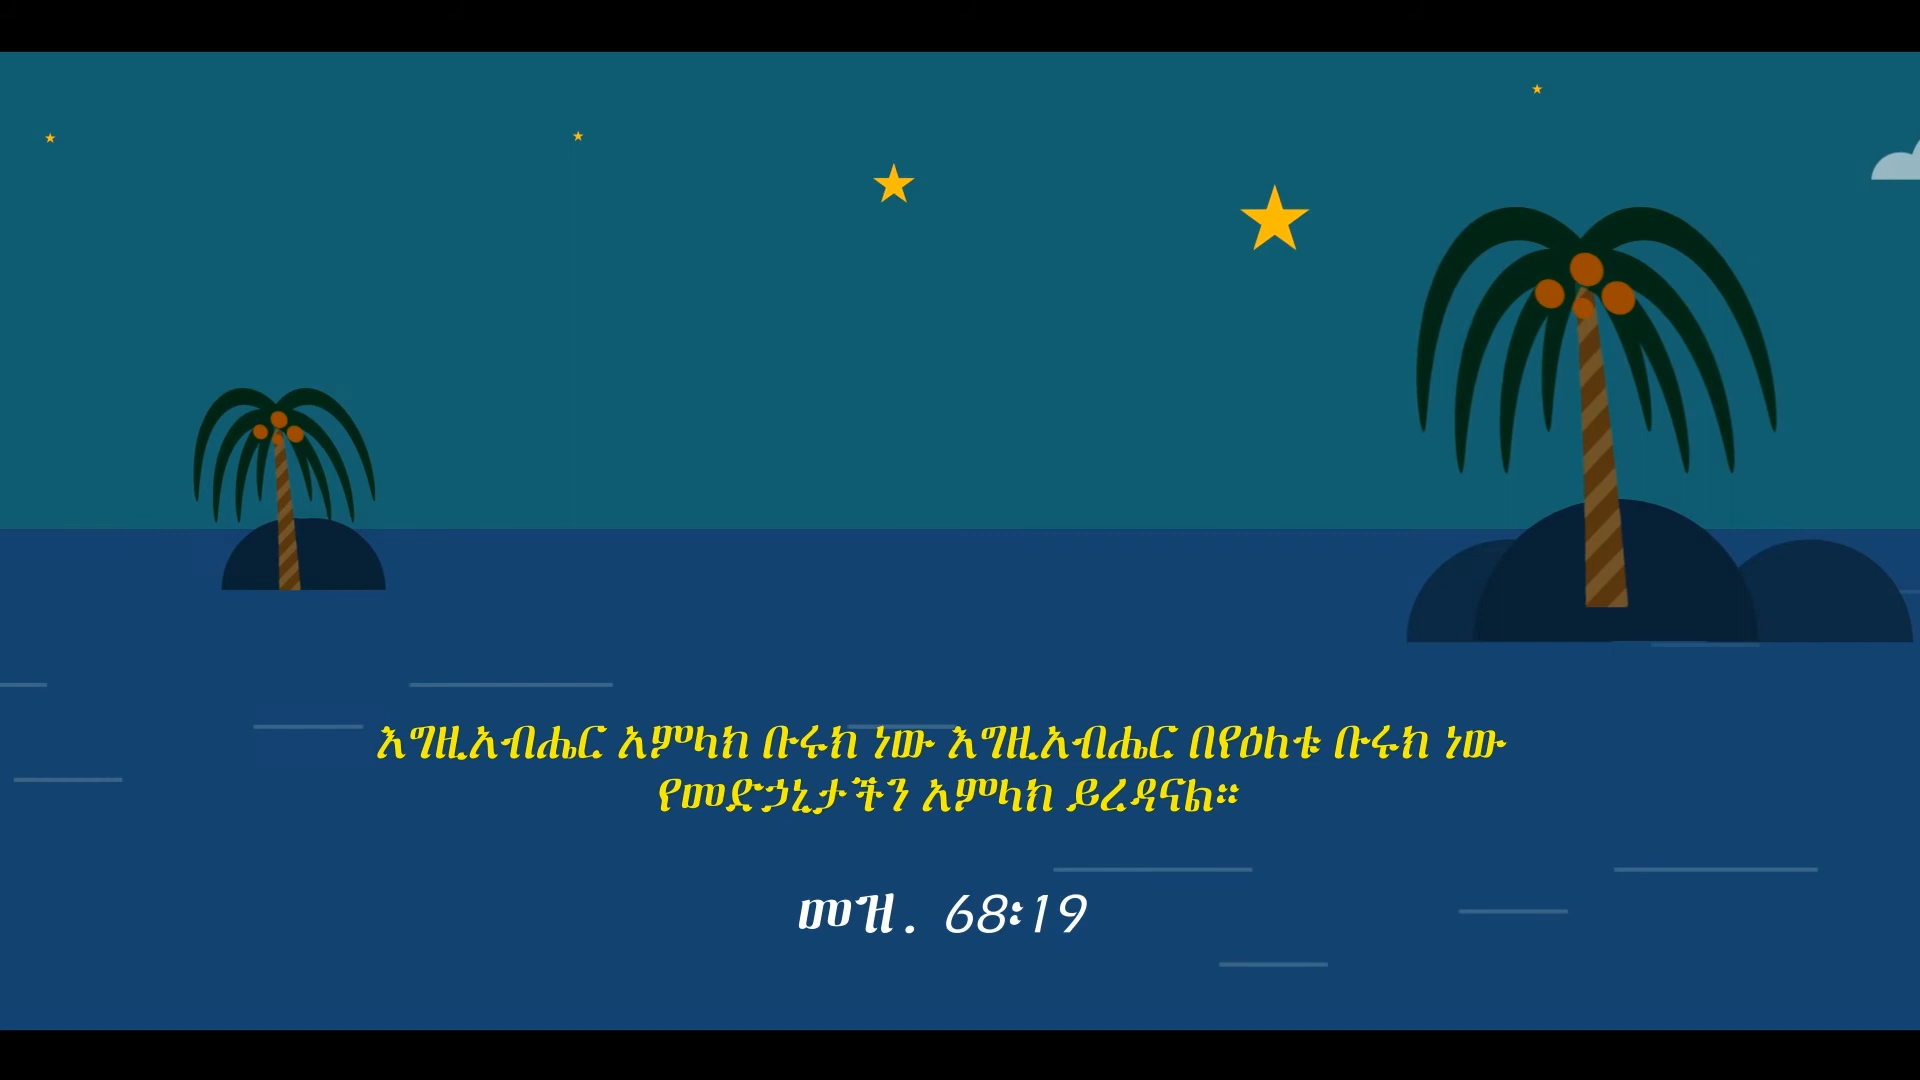 እግዚአብሔር አምላክ ቡሩክ ነው እግዚአብሔር በየዕለቱ ቡሩክ ነው
የመድኃኒታችን አምላክ ይረዳናል።
መዝ. 68፡19